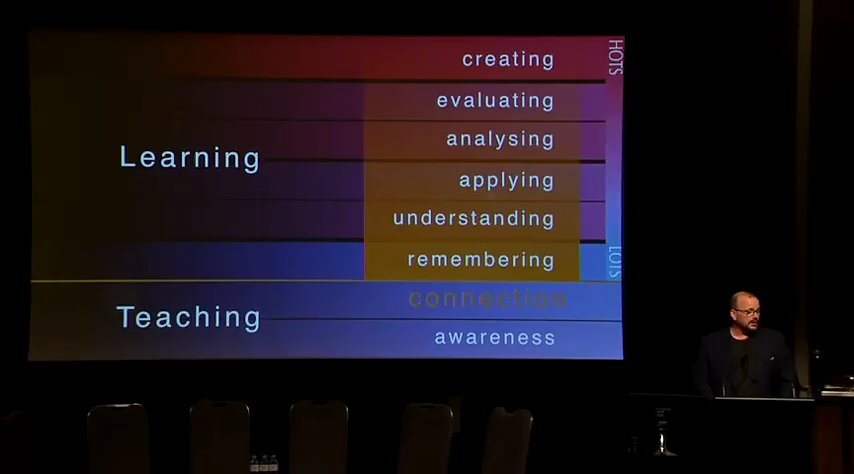 creating
HOTS
evaluating
analysing
Learning
applying
understanding
remembering
LOTS
connection
Teaching
awareness